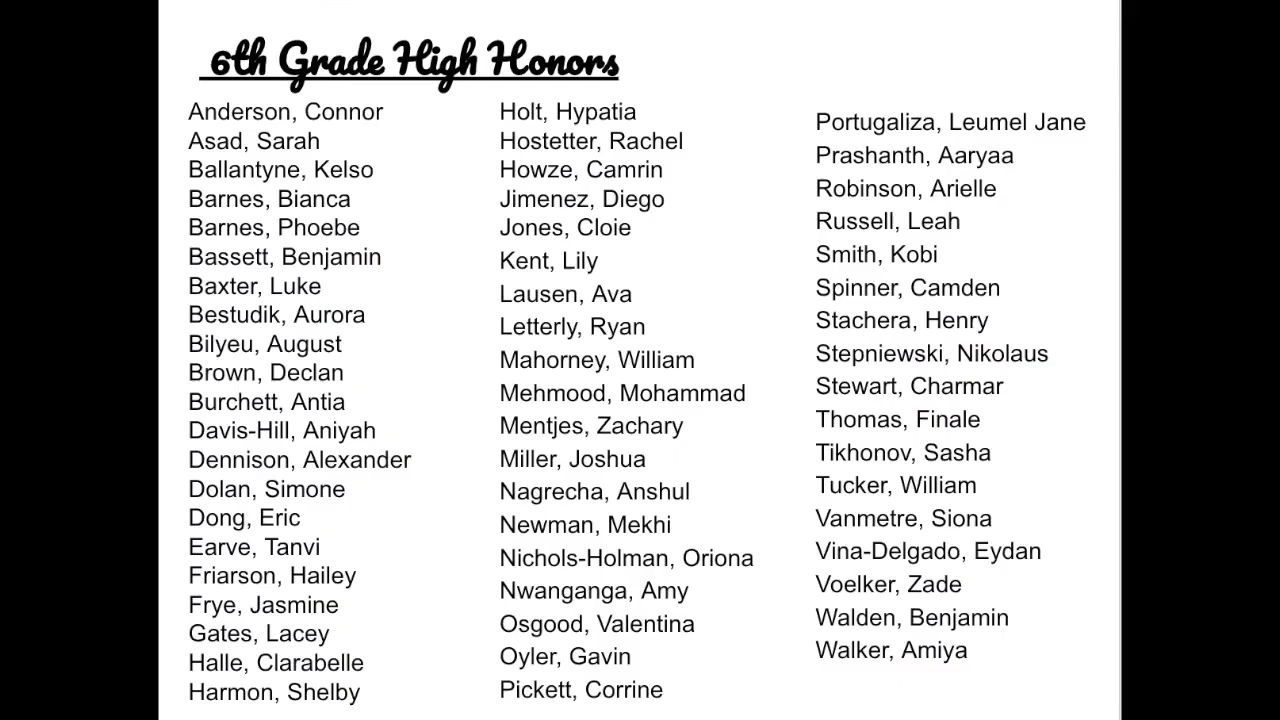 6th Grade High Honors
Anderson, Connor
Asad, Sarah
Ballantyne, Kelso
Barnes, Bianca
Barnes, Phoebe
Bassett, Benjamin
Baxter, Luke
Bestudik, Aurora
Bilyeu, August
Brown, Declan
Burchett, Antia
Davis-Hill, Aniyah
Dennison, Alexander
Dolan, Simone
Dong, Eric
Earve, Tanvi
Friarson, Hailey
Frye, Jasmine
Gates, Lacey
Halle, Clarabelle
Harmon, Shelby
Holt, Hypatia
Hostetter, Rachel
Howze, Camrin
Jimenez, Diego
Jones, Cloie
Kent, Lily
Lausen, Ava
Letterly, Ryan
Mahorney, William
Mehmood, Mohammad
Mentjes, Zachary
Miller, Joshua
Nagrecha, Anshul
Newman, Mekhi
Nichols-Holman, Oriona
Nwanganga, Amy
Osgood, Valentina
Oyler, Gavin
Pickett, Corrine
Portugaliza, Leumel Jane
Prashanth, Aaryaa
Robinson, Arielle
Russell, Leah
Smith, Kobi
Spinner, Camden
Stachera, Henry
Stepniewski, Nikolaus
Stewart, Charmar
Thomas, Finale
Tikhonov, Sasha
Tucker, William
Vanmetre, Siona
Vina-Delgado, Eydan
Voelker, Zade
Walden, Benjamin
Walker, Amiya